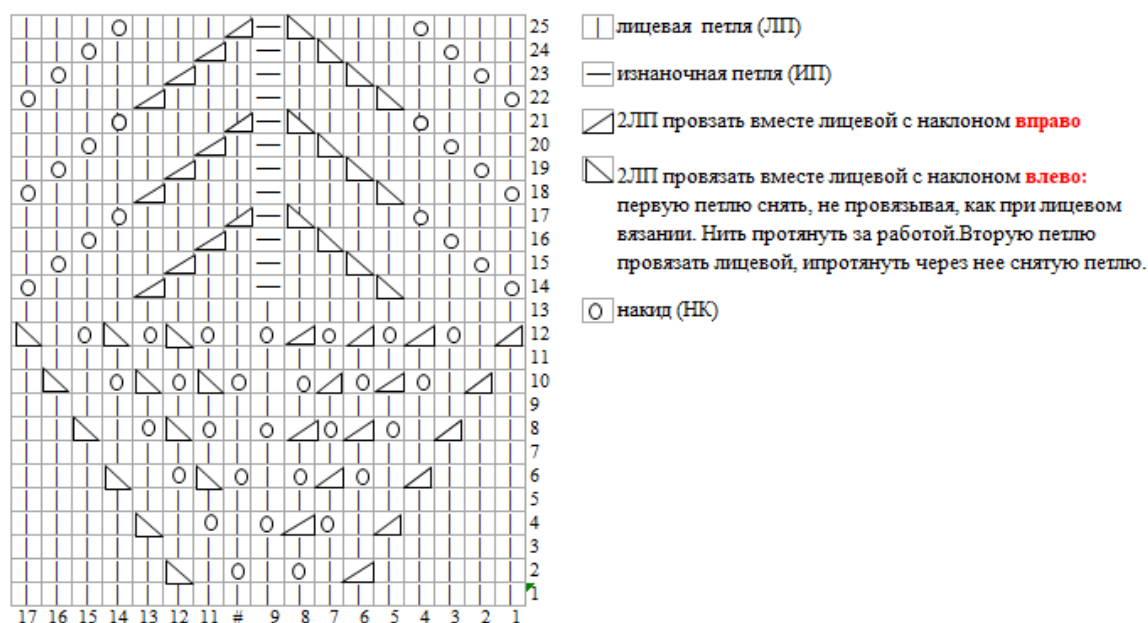 25
24
23
22
21
20
19
18
17
16
15
14
13
12
11
10
9
8
7
6
5
4
3
2
1
17 16 15 14 13 12 11 # 9 8 7 6 5 4 3 2 1
лицевая петля (ЛП)
изнаночная петля (ИП)
2ЛП провзать вместе лицевой с наклоном вправо
2ЛП провязать вместе лицевой с наклоном влево:
первую петлю снять, не провязывая, как при лицевом
вязании. Нить протянуть за работой.Вторую петлю
провязать лицевой, ипротянуть через нее снятую петлю.
накид (НК)